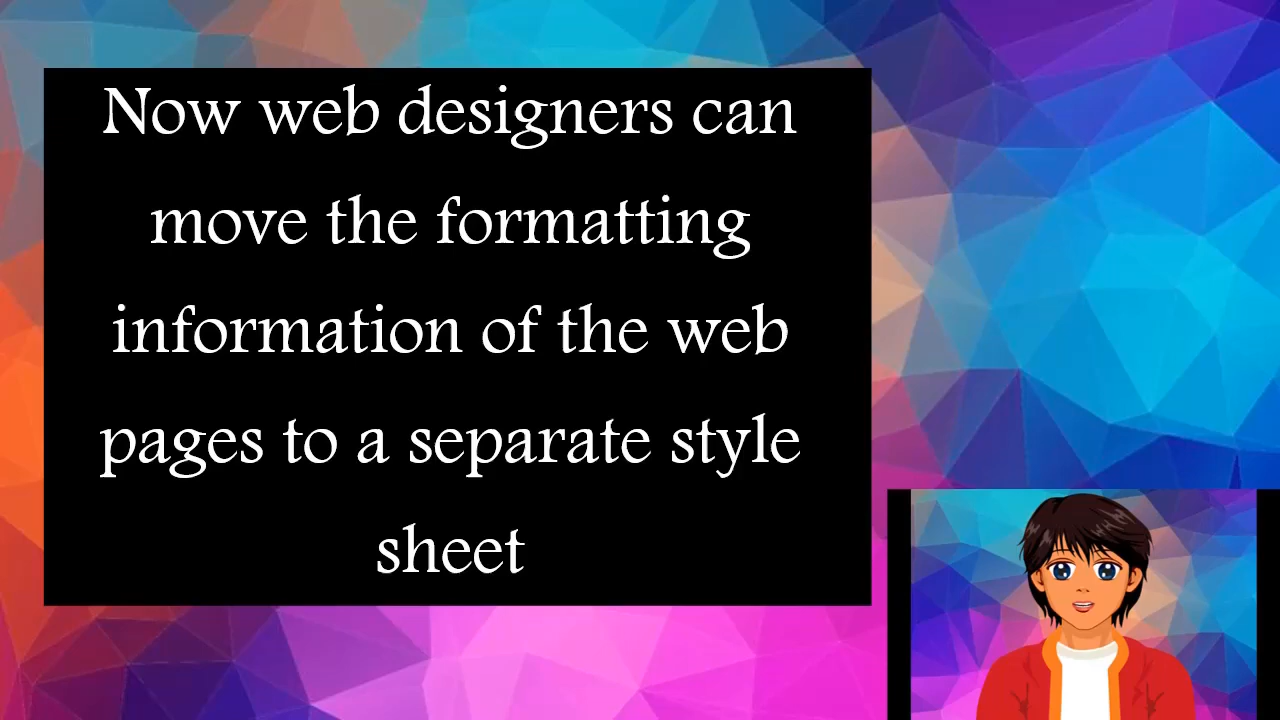 Now web designers can
move the formatting
information of the web
pages to a separate style
sheet